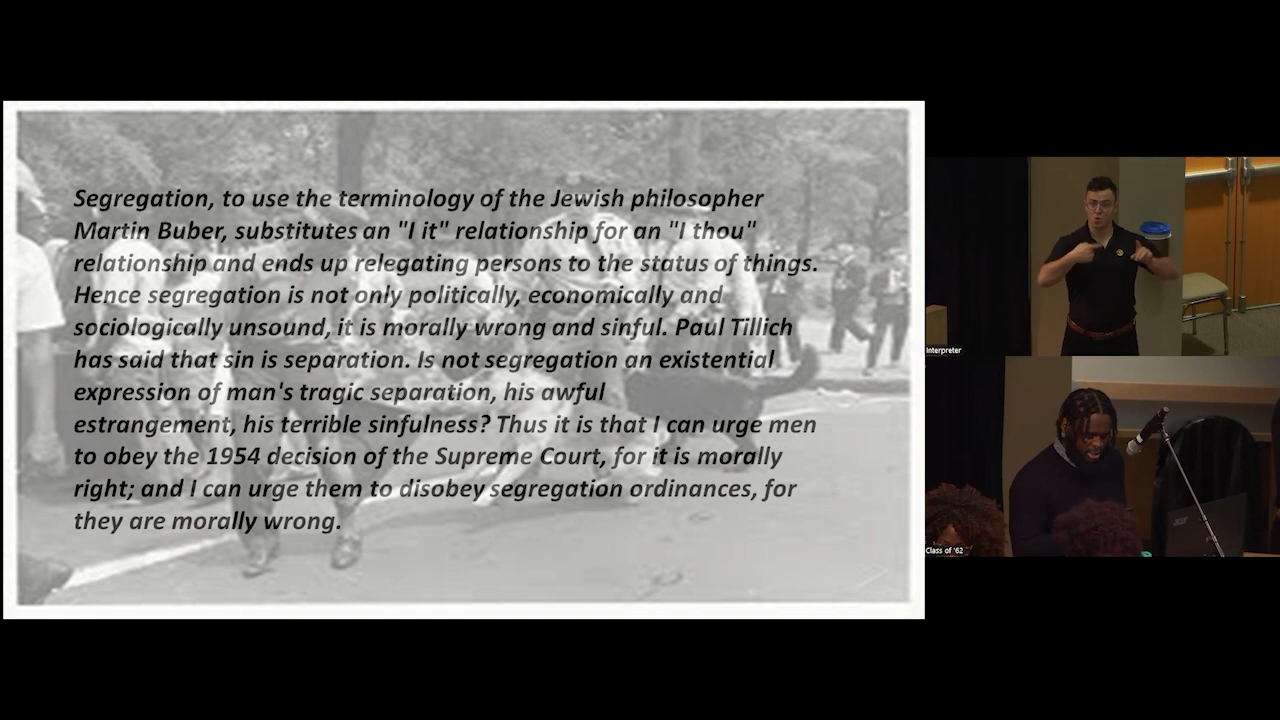 Segregation, to use the terminology of the Jewish philosopher
Martin Buber, substitutes an "I it" relationship for an "I thou"
relationship and ends up relegating persons to the status of things.
Hence segregation is not only politically, economically and
sociologically unsound, it is morally wrong and sinful. Paul Tillich
has said that sin is separation. Is not segregation an existential
expression of man's tragic separation, his awful
estrangement, his terrible sinfulness? Thus it is that I can urge men
to obey the 1954 decision of the Supreme Court, for it is morally
right; and I can urge them to disobey segregation ordinances, for
they are morally wrong.
Interpreter
acer
Class of '62